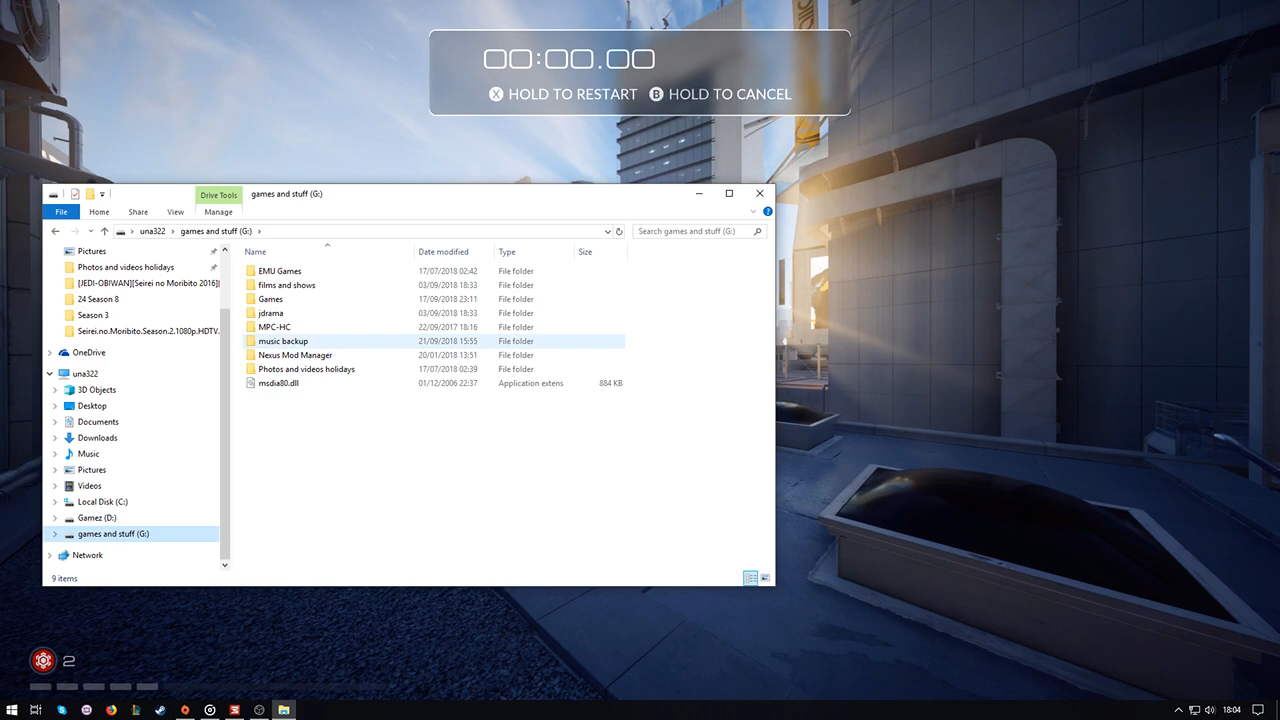 00:00.00
X HOLD TO RESTART B HOLD TO CANCEL
Drive Tools games and stuff (G:)
File Home Share View Manage
una322 games and stuff (G:) Search games and stuff (G:)
Pictures
Photos and videos holidays
[JEDI-OBIWAN][Seirei no Moribito 2016]
24 Season 8
Season 3
Seirei.no.Moribito.Season.2.1080p.HDTV.
OneDrive
una322
3D Objects
Desktop
Documents
Downloads
Music
Pictures
Videos
Local Disk (C:)
Gamez (D:)
games and stuff (G:)
Network
Name Date modified Type Size
EMU Games 17/07/2018 02:42 File folder
films and shows 03/09/2018 18:33 File folder
Games 17/09/2018 23:11 File folder
jdrama 03/09/2018 18:33 File folder
MPC-HC 22/09/2017 18:16 File folder
music backup 21/09/2018 15:55 File folder
Nexus Mod Manager 20/01/2018 13:51 File folder
Photos and videos holidays 17/07/2018 02:39 File folder
msdia80.dll 01/12/2006 22:37 Application extens 884 KB
9 items
2
18:04